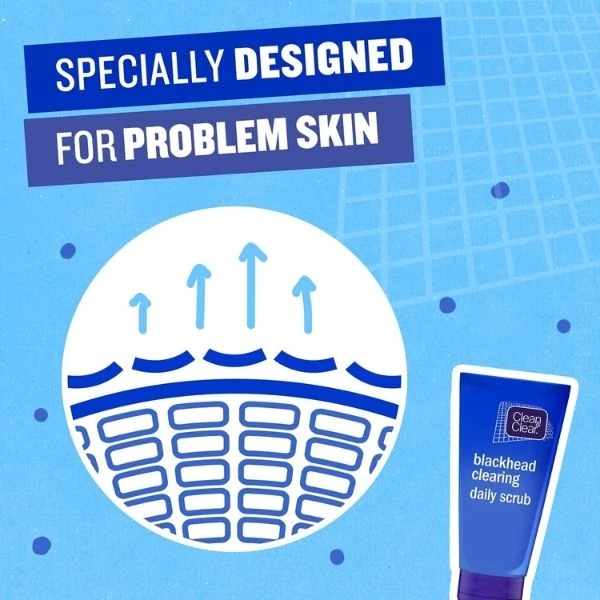 SPECIALLY DESIGNED
FOR PROBLEM SKIN
Clean &
Clear.
blackhead
clearing
daily scrub